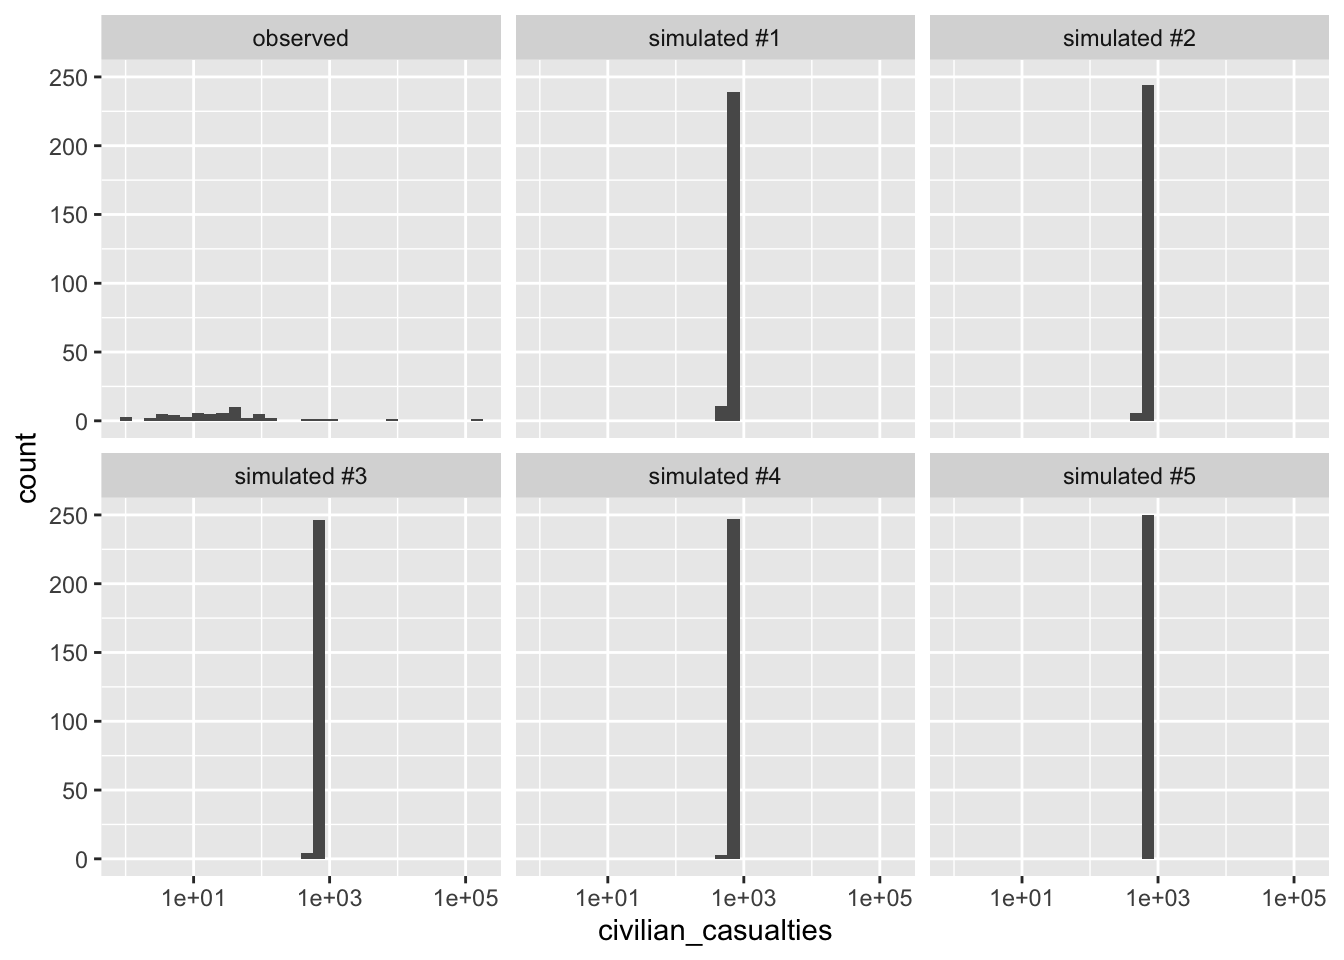 observed
simulated #1
simulated #2
250
200
150
100
50
0
simulated #3
simulated #4
simulated #5
250
200
150
100
50
0
count
1e+01 1e+03 1e+05
1e+01 1e+03 1e+05
1e+01 1e+03 1e+05
civilian_casualties